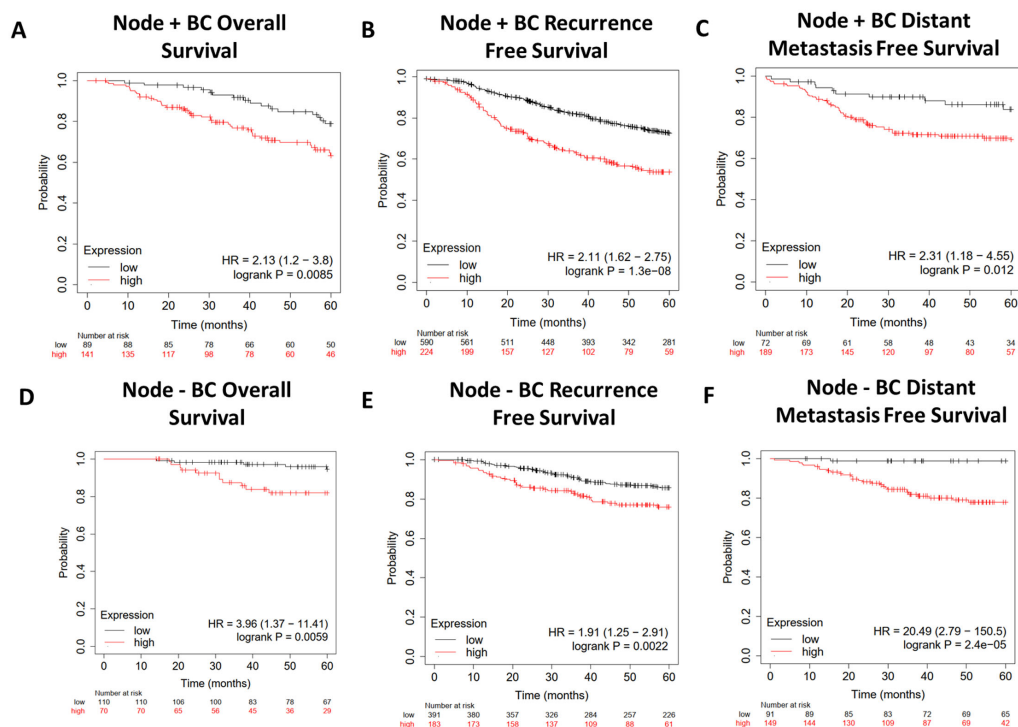 A
Node + BC Overall
Survival
Probability
1.0
0.8
0.6
0.4
0.2
0.0
Expression
low
high
HR = 2.13 (1.2 − 3.8)
logrank P = 0.0085
0 10 20 30 40 50 60
Time (months)
Number at risk
low 89 88 85 78 66 60 50
high 141 135 117 98 78 60 46
B
Node + BC Recurrence
Free Survival
Probability
1.0
0.8
0.6
0.4
0.2
0.0
Expression
low
high
HR = 2.11 (1.62 − 2.75)
logrank P = 1.3e−08
0 10 20 30 40 50 60
Time (months)
Number at risk
low 590 561 511 448 393 342 281
high 224 199 157 127 102 79 59
C
Node + BC Distant
Metastasis Free Survival
Probability
1.0
0.8
0.6
0.4
0.2
0.0
Expression
low
high
HR = 2.31 (1.18 − 4.55)
logrank P = 0.012
0 10 20 30 40 50 60
Time (months)
Number at risk
low 72 69 61 58 48 43 34
high 189 173 145 120 97 80 57
D
Node - BC Overall
Survival
Probability
1.0
0.8
0.6
0.4
0.2
0.0
Expression
low
high
HR = 3.96 (1.37 − 11.41)
logrank P = 0.0059
0 10 20 30 40 50 60
Time (months)
Number at risk
low 110 110 106 100 83 78 67
high 70 70 65 56 45 36 29
E
Node - BC Recurrence
Free Survival
Probability
1.0
0.8
0.6
0.4
0.2
0.0
Expression
low
high
HR = 1.91 (1.25 − 2.91)
logrank P = 0.0022
0 10 20 30 40 50 60
Time (months)
Number at risk
low 391 380 357 326 284 257 226
high 183 173 158 137 109 88 61
F
Node - BC Distant
Metastasis Free Survival
Probability
1.0
0.8
0.6
0.4
0.2
0.0
Expression
low
high
HR = 20.49 (2.79 − 150.5)
logrank P = 2.4e−05
0 10 20 30 40 50 60
Time (months)
Number at risk
low 91 89 85 83 72 69 65
high 149 144 130 109 87 69 42